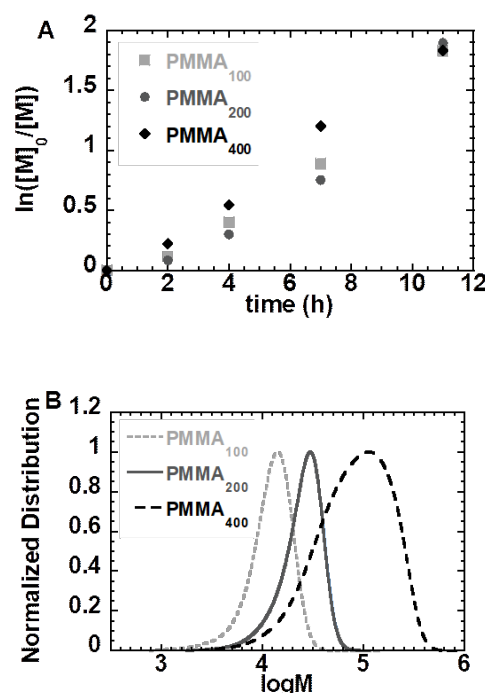 A
2
1.5
1
0.5
0
ln([M]0/[M])
PMMA100
PMMA200
PMMA400
0 2 4 6 8 10 12
time (h)
B
1.2
1
0.8
0.6
0.4
0.2
0
Normalized Distribution
PMMA100
PMMA200
PMMA400
3 4 5 6
logM